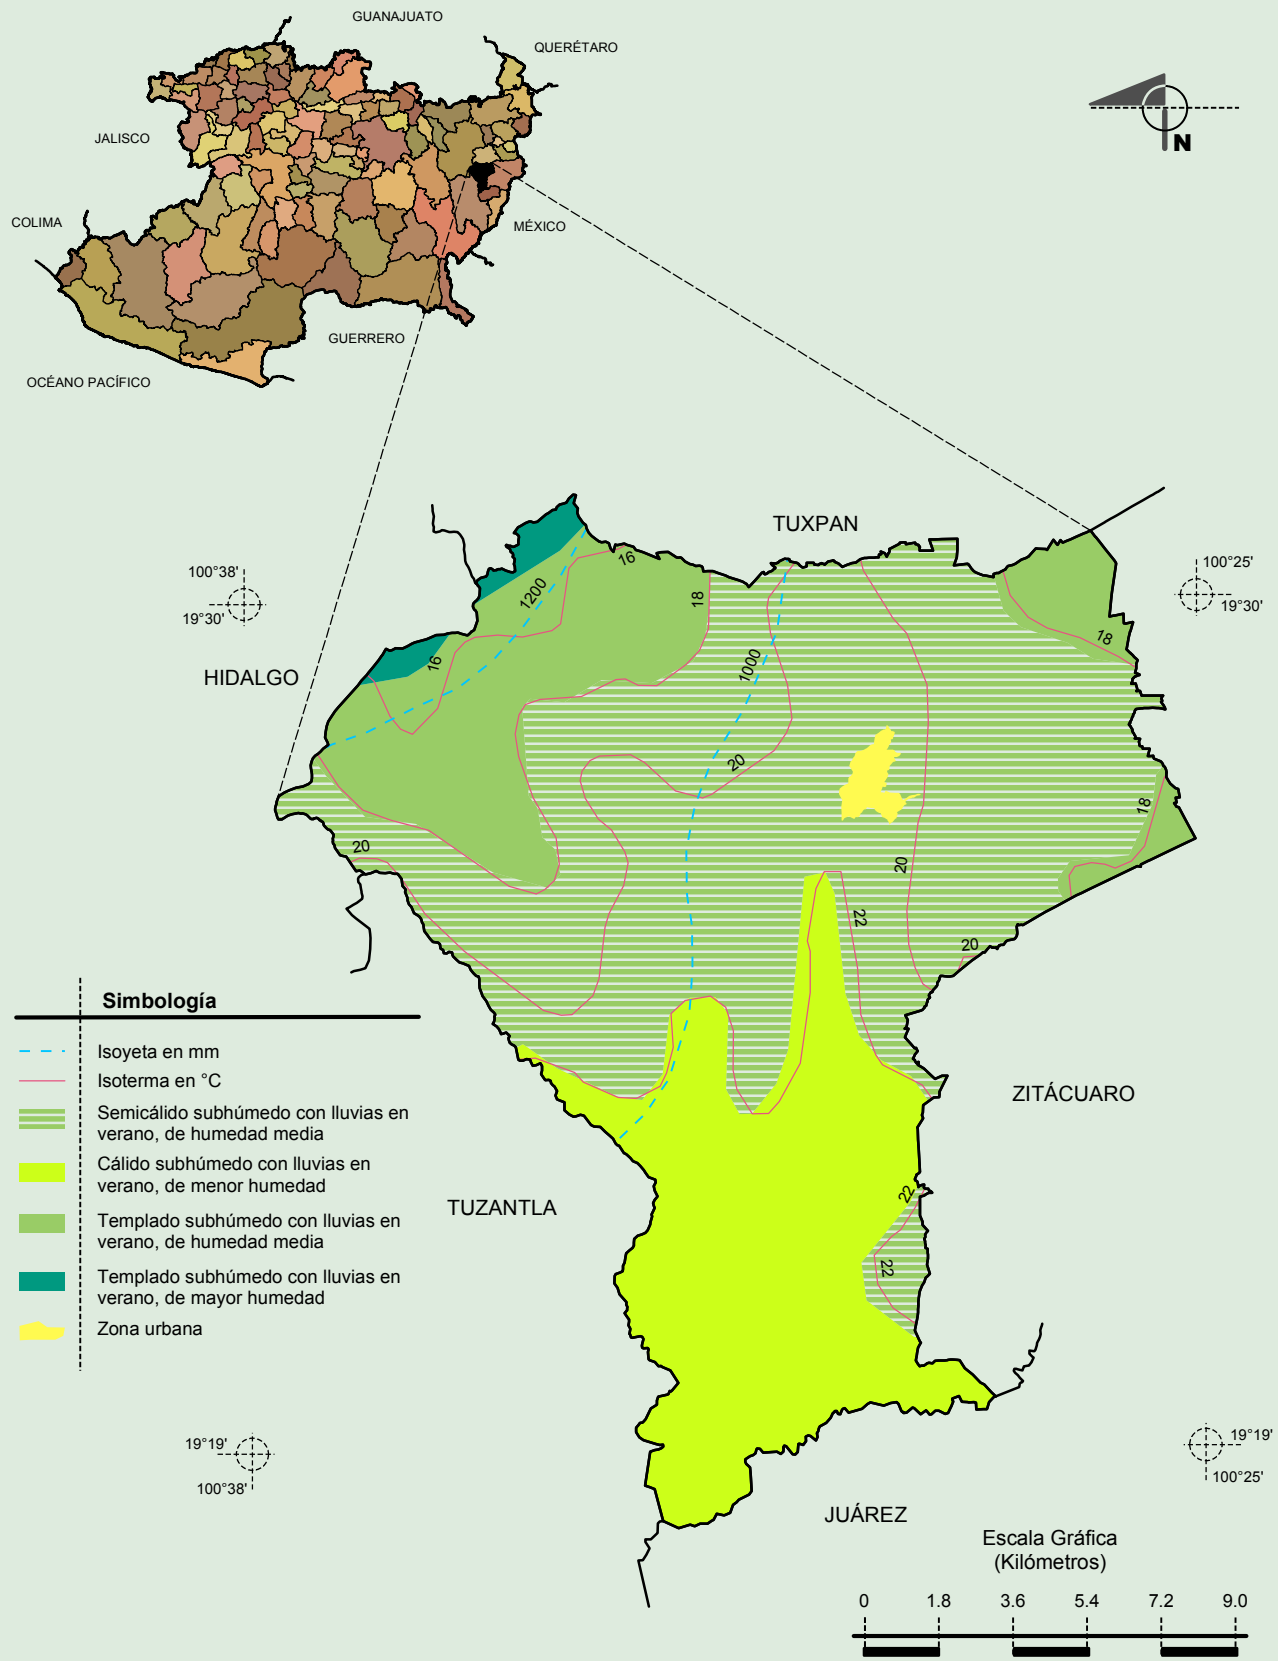 GUANAJUATO
QUERÉTARO
JALISCO
COLIMA
MÉXICO
GUERRERO
OCÉANO PACÍFICO
N
TUXPAN
100°38'
19°30'
100°25'
19°30'
HIDALGO
16
1200
18
18
16
1000
20
18
20
20
22
20
Simbología
Isoyeta en mm
Isoterma en °C
Semicálido subhúmedo con lluvias en
verano, de humedad media
Cálido subhúmedo con lluvias en
verano, de menor humedad
Templado subhúmedo con lluvias en
verano, de humedad media
Templado subhúmedo con lluvias en
verano, de mayor humedad
Zona urbana
ZITÁCUARO
TUZANTLA
22
22
19°19'
100°38'
19°19'
100°25'
JUÁREZ
Escala Gráfica
(Kilómetros)
0 1.8 3.6 5.4 7.2 9.0